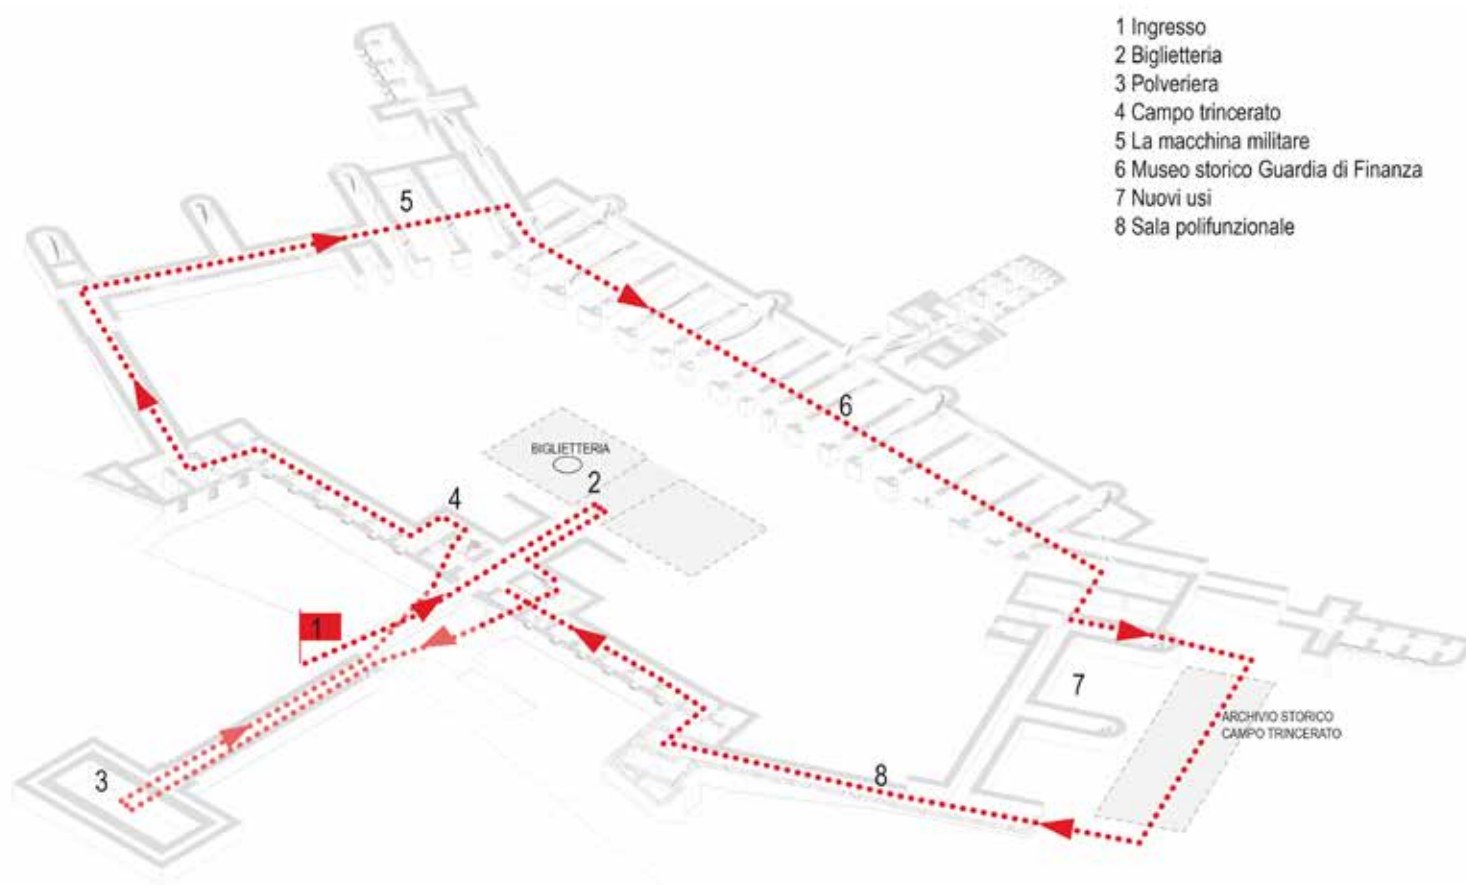 1 Ingresso
2 Biglietteria
3 Polveriera
4 Campo trincerato
5 La macchina militare
6 Museo storico Guardia di Finanza
7 Nuovi usi
8 Sala polifunzionale
5
6
BIGLIETTERIA
2
4
1
7
ARCHIVIO STORICO
CAMPO TRINCERATO
3
8